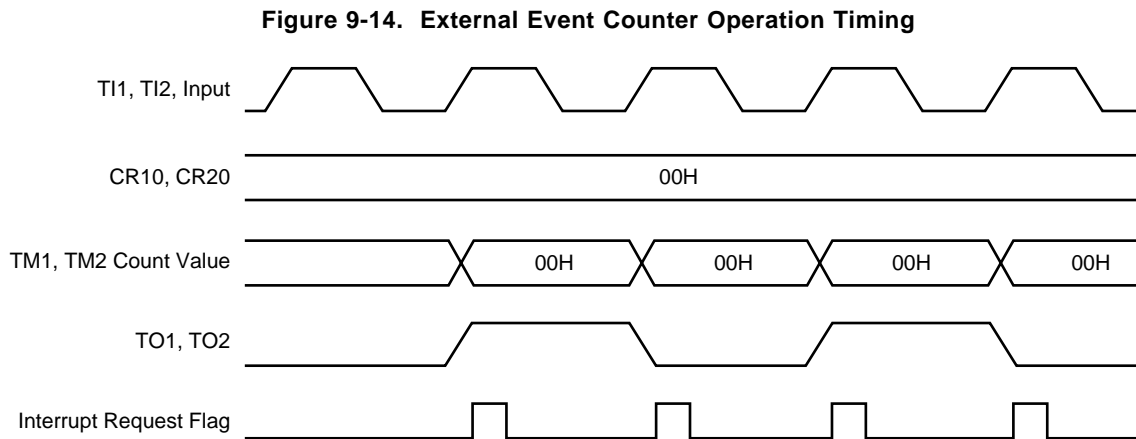 Figure 9-14. External Event Counter Operation Timing
TI1, TI2, Input
CR10, CR20
00H
TM1, TM2 Count Value
00H
00H
00H
00H
TO1, TO2
Interrupt Request Flag